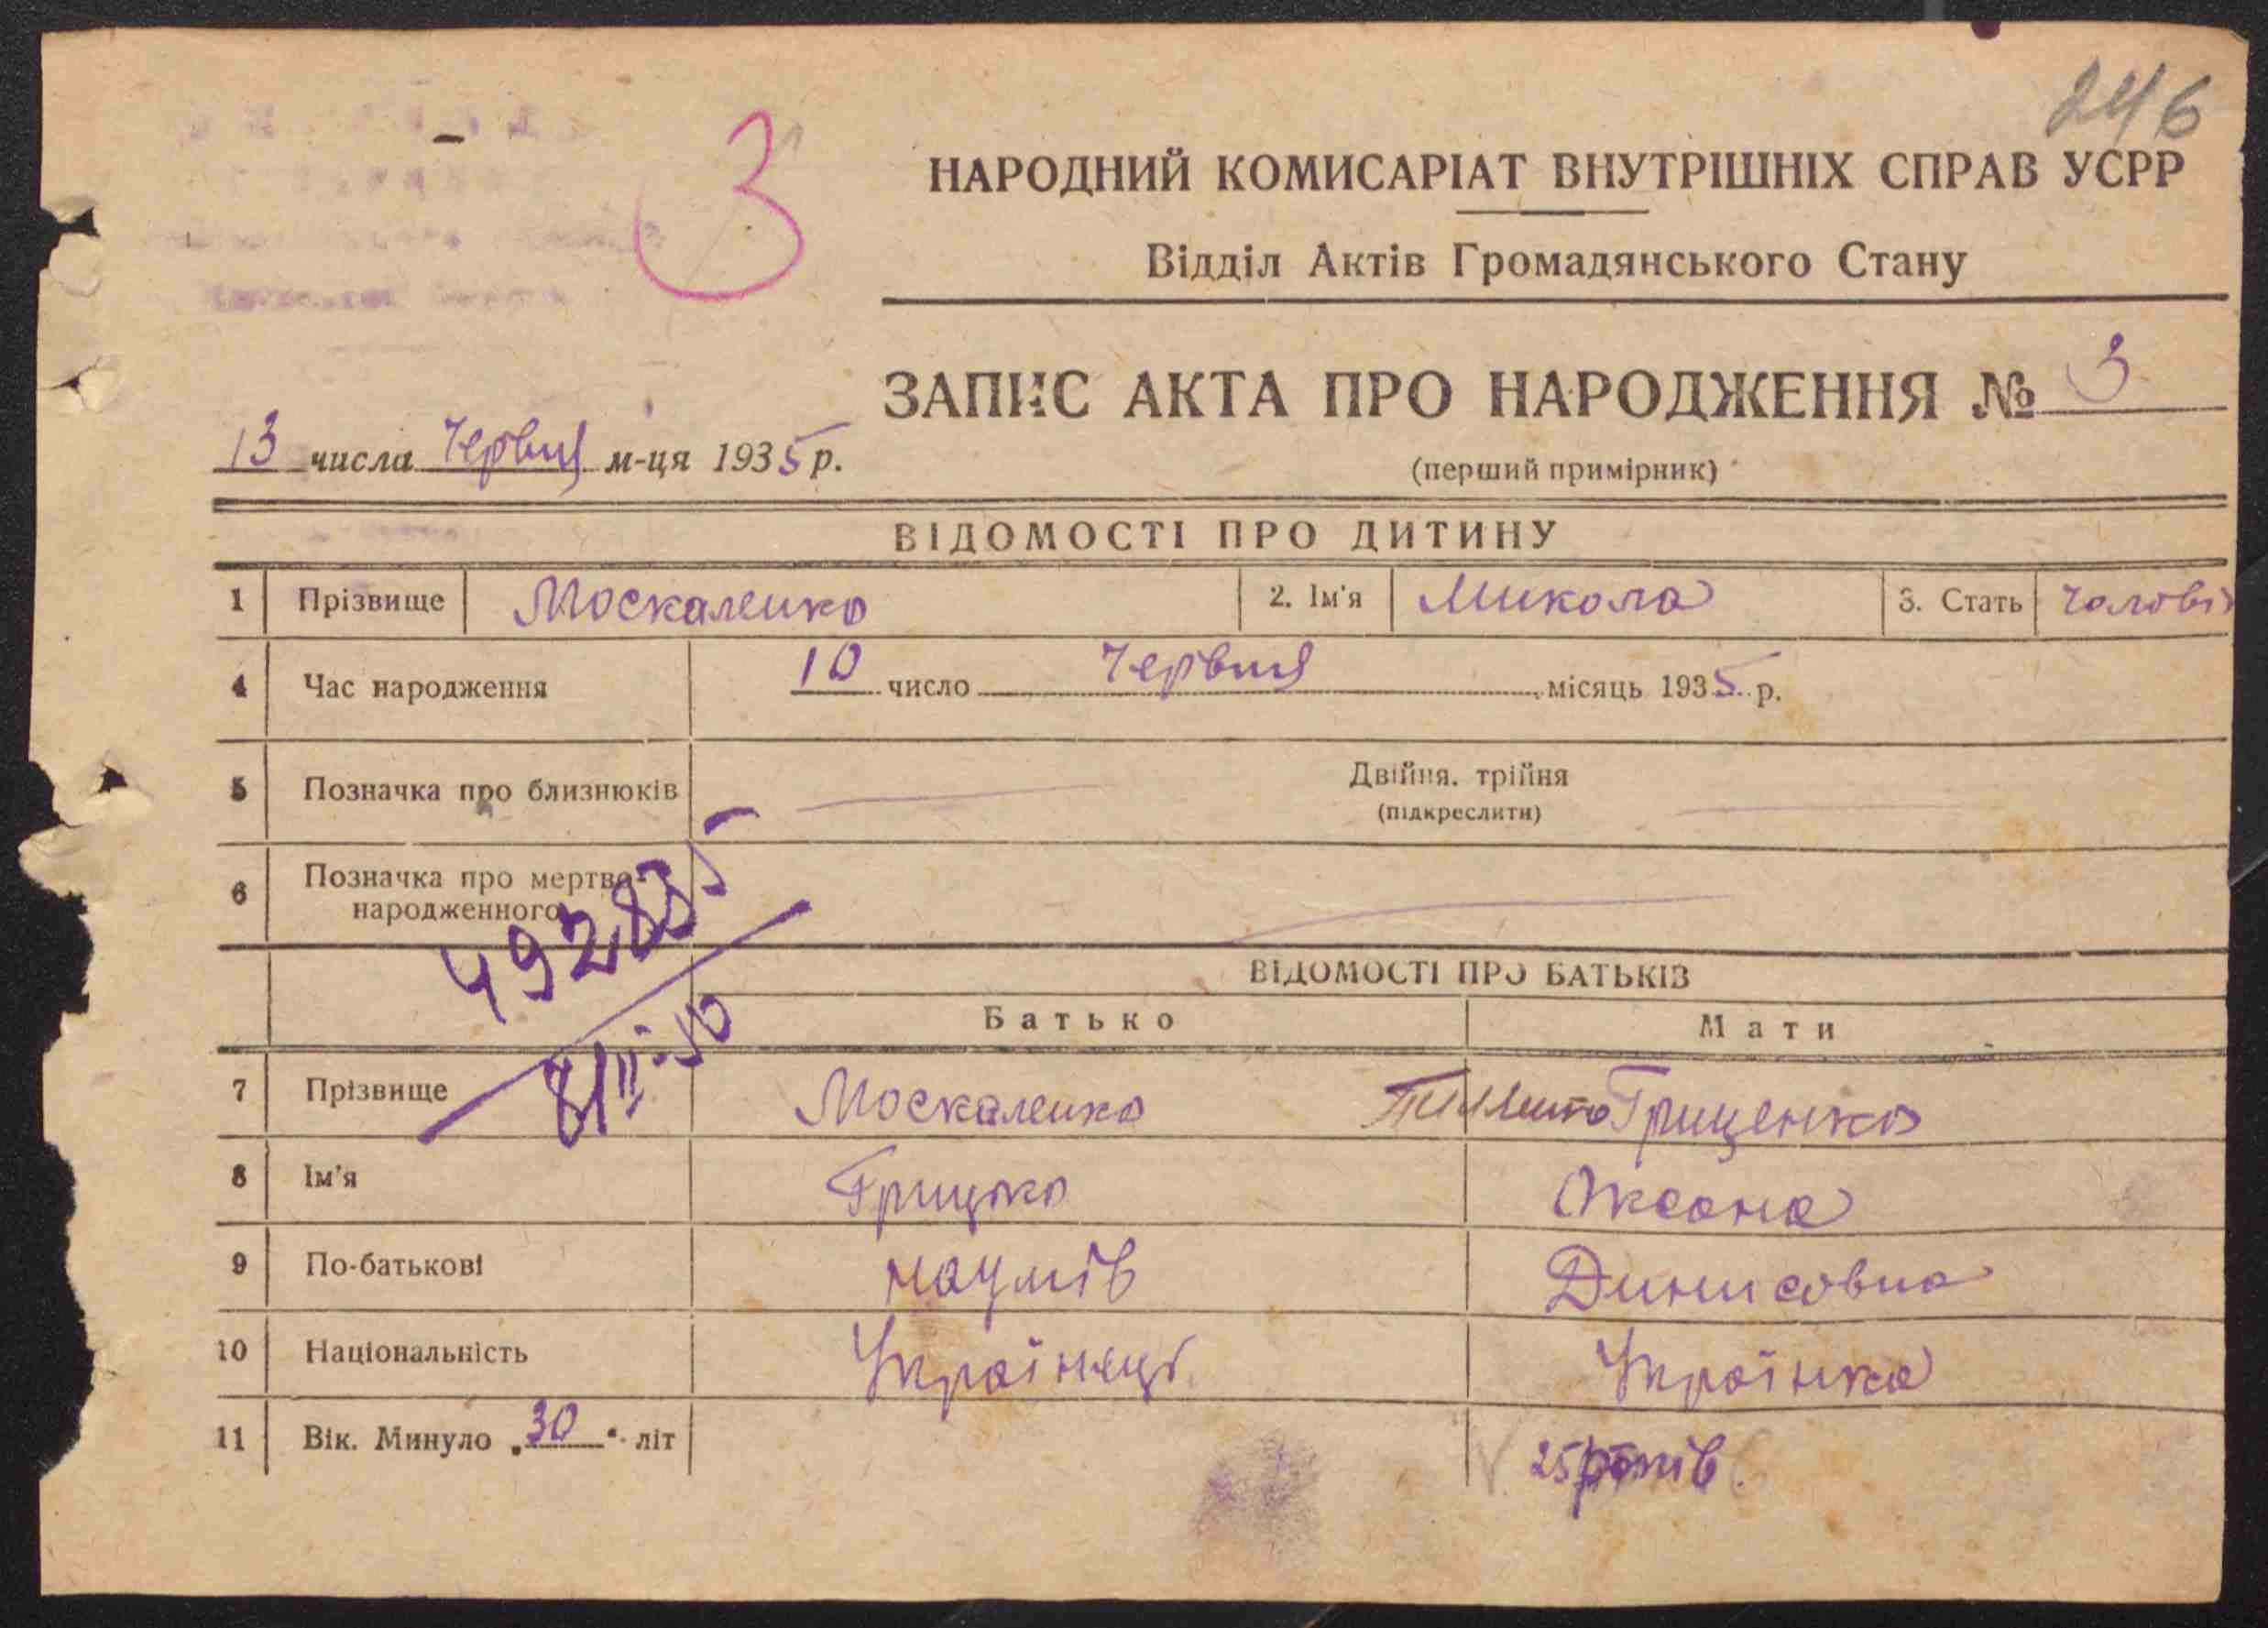 246
3
НАРОДНИЙ КОМИСАРІАТ ВНУТРІШНІХ СПРАВ УСРР
Відділ Актів Громадянського Стану
ЗАПИС АКТА ПРО НАРОДЖЕННЯ № 3
13 числа Червня м-ця 1935 р.
(перший примірник)
ВІДОМОСТІ ПРО ДИТИНУ
1 Прізвище Москаленко 2. Ім'я Микола 3. Стать чолові
4 Час народження 10 число Червня місяць 1935 р.
5 Позначка про близнюків Двійня. трійня
(підкреслити)
6 Позначка про мертво-
народженного
ВІДОМОСТІ ПРО БАТЬКІВ
Батько Мати
7 Прізвище Москаленко Гриценко
8 Ім'я Грицько Оксана
9 По-батькові Наумів Динисовна
10 Національність Українець Українка
11 Вік. Минуло 30 літ 25 років.